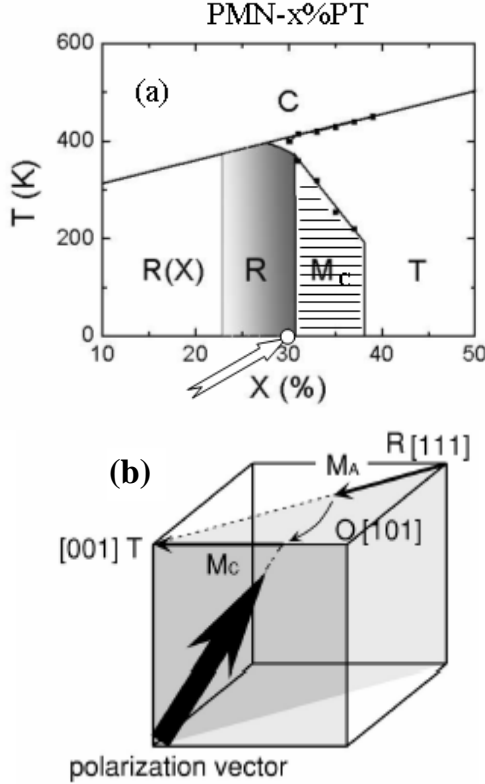 PMN-x%PT
600
(a)
C
400
T (K)
200
R(X) R Mc T
0
10 20 30 40 50
X (%)
(b)
R [111]
MA
[001] T
O [101]
Mc
polarization vector